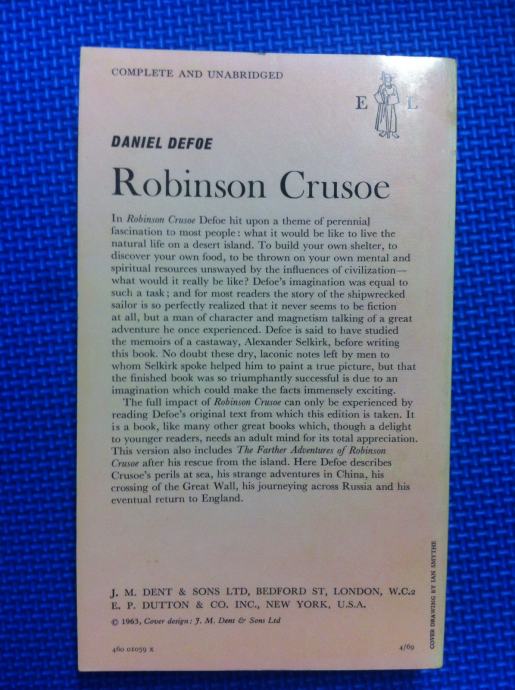 COMPLETE AND UNABRIDGED
E L
DANIEL DEFOE
Robinson Crusoe
In Robinson Crusoe Defoe hit upon a theme of perennial
fascination to most people: what it would be like to live the
natural life on a desert island. To build your own shelter, to
discover your own food, to be thrown on your own mental and
spiritual resources unswayed by the influences of civilization—
what would it really be like? Defoe's imagination was equal to
such a task; and for most readers the story of the shipwrecked
sailor is so perfectly realized that it never seems to be fiction
at all, but a man of character and magnetism talking of a great
adventure he once experienced. Defoe is said to have studied
the memoirs of a castaway, Alexander Selkirk, before writing
this book. No doubt these dry, laconic notes left by men to
whom Selkirk spoke helped him to paint a true picture, but that
the finished book was so triumphantly successful is due to an
imagination which could make the facts immensely exciting.
The full impact of Robinson Crusoe can only be experienced by
reading Defoe's original text from which this edition is taken. It
is a book, like many other great books which, though a delight
to younger readers, needs an adult mind for its total appreciation.
This version also includes The Farther Adventures of Robinson
Crusoe after his rescue from the island. Here Defoe describes
Crusoe's perils at sea, his strange adventures in China, his
crossing of the Great Wall, his journeying across Russia and his
eventual return to England.
J. M. DENT & SONS LTD, BEDFORD ST, LONDON, W.C.2
E. P. DUTTON & CO. INC., NEW YORK, U.S.A.
© 1963, Cover design: J. M. Dent & Sons Ltd
460 01059 X
4/69
COVER DRAWING BY IAN SMYTHE